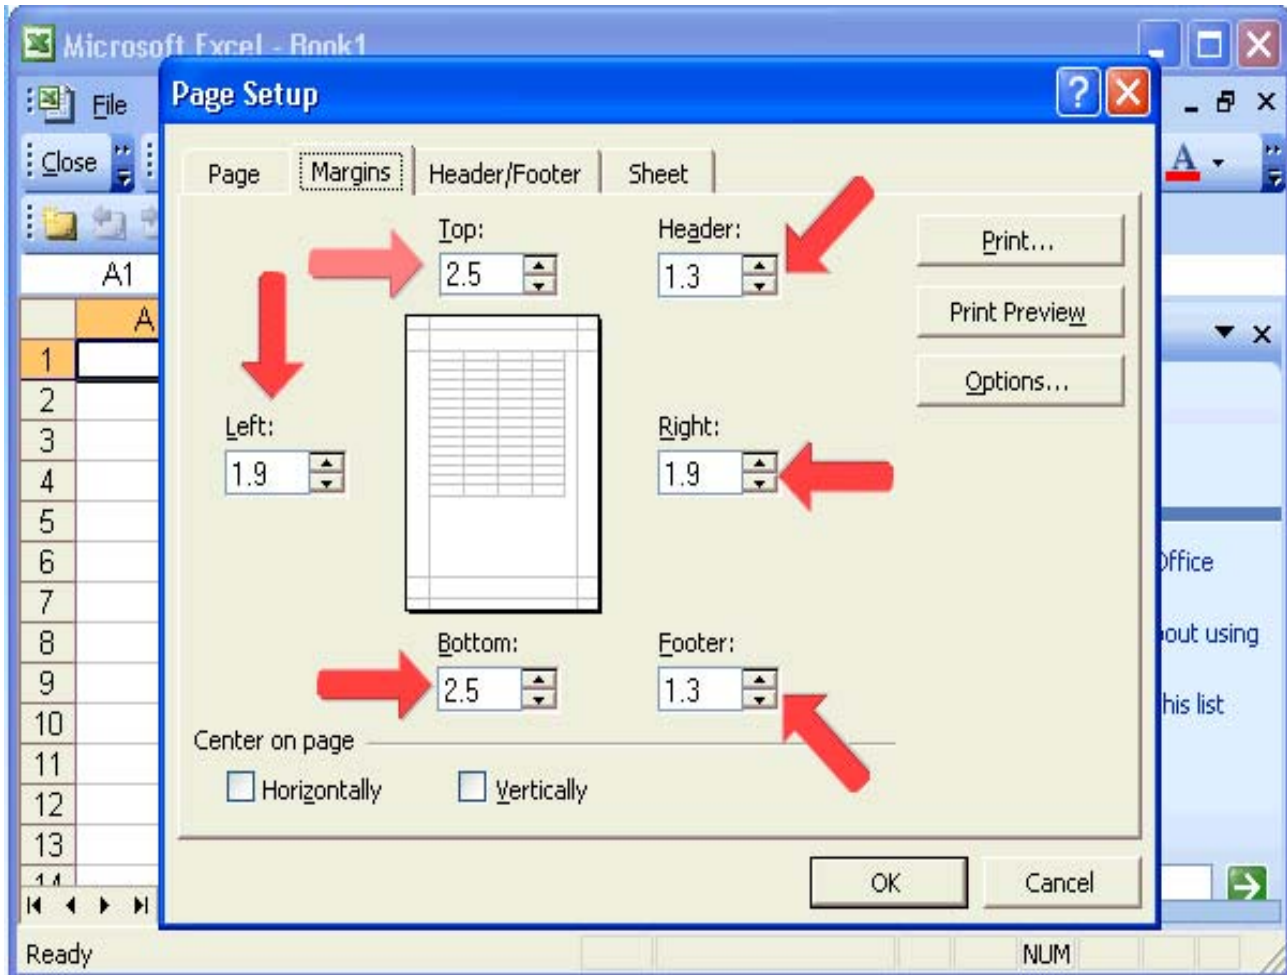 Microsoft Excel - Book1
File
Page Setup
Close
A
Page Margins Header/Footer Sheet
Top: Header:
2.5 1.3
Print...
A1
Print Preview
A
1
Options...
2
Left: Right:
3
1.9 1.9
4
5
6
Office
7
8
Bottom: Footer:
out using
9
2.5 1.3
his list
10
Center on page
11
Horizontally Vertically
12
13
14
OK Cancel
Ready NUM